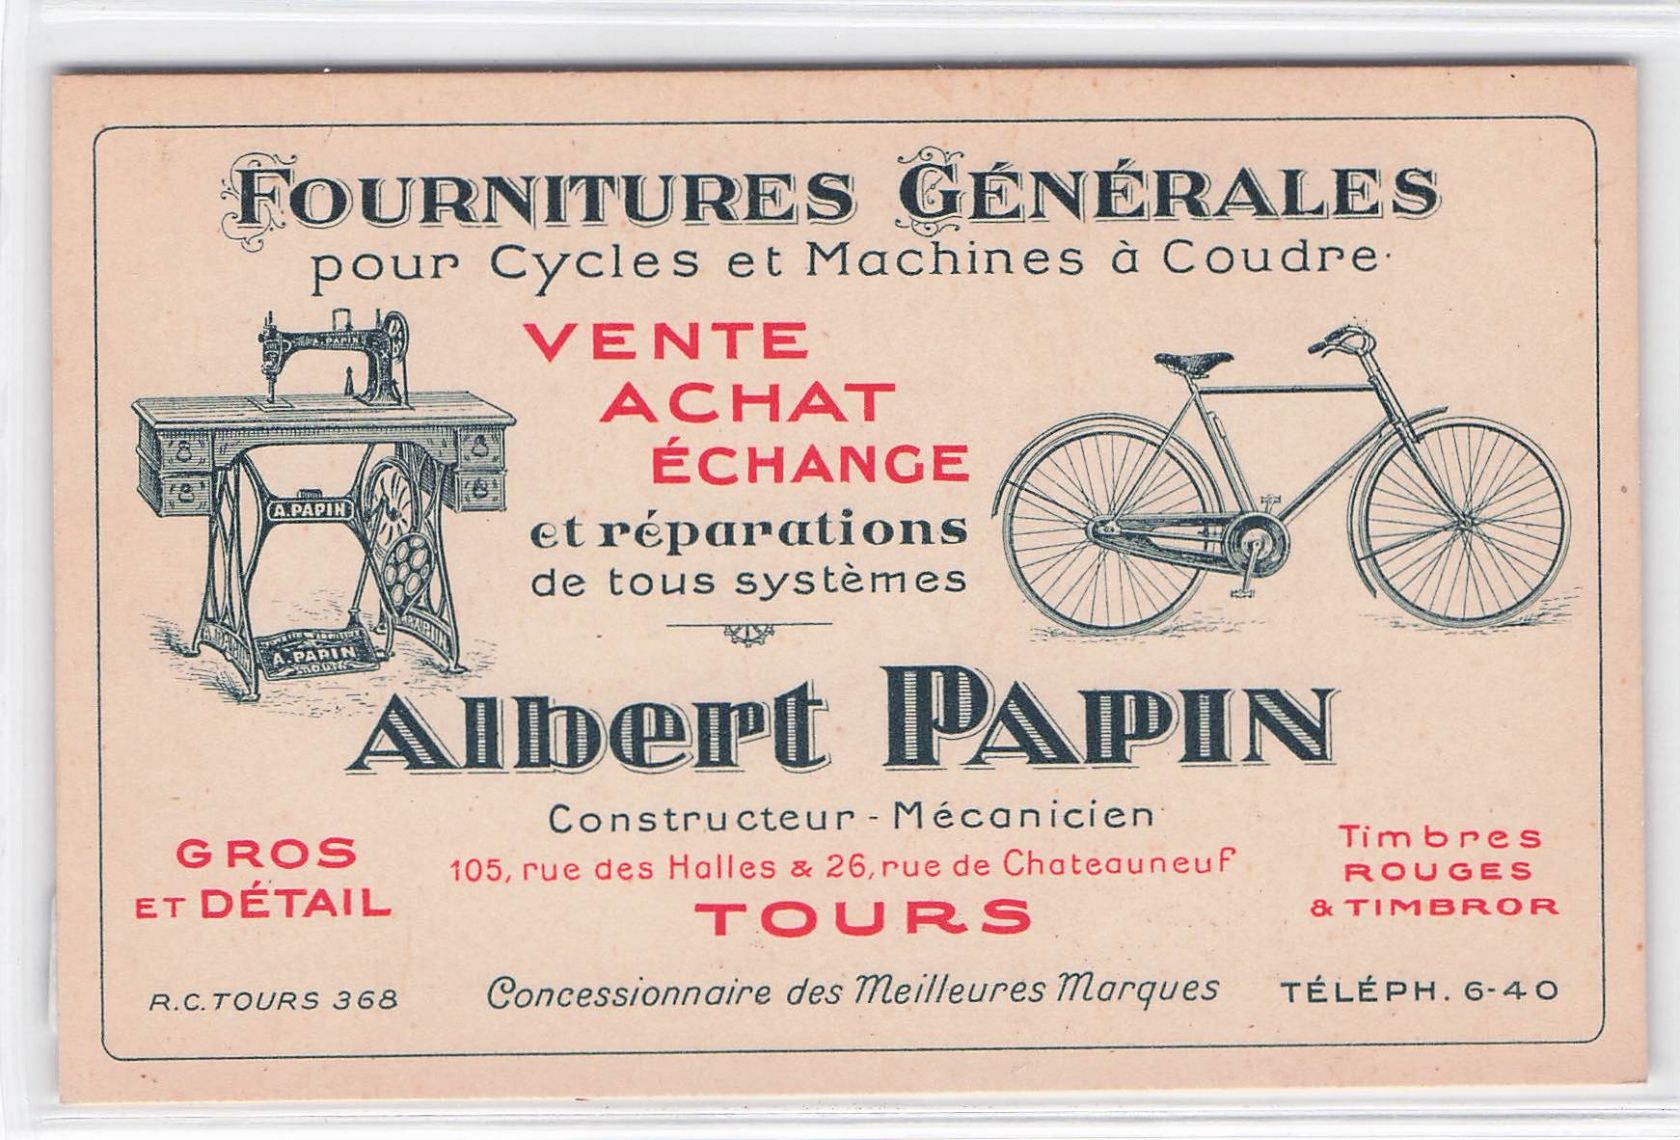 FOURNITURES GÉNÉRALES
pour Cycles et Machines à Coudre.
VENTE
ACHAT
ÉCHANGE
et réparations
de tous systèmes
A. PAPIN
A. PAPIN
A. PAPIN
Albert PAPIN
Constructeur - Mécanicien
105, rue des Halles & 26, rue de Chateauneuf
TOURS
GROS
ET DÉTAIL
Timbres
ROUGES
& TIMBROR
R.C. TOURS 368
Concessionnaire des Meilleures Marques
TÉLÉPH. 6-40